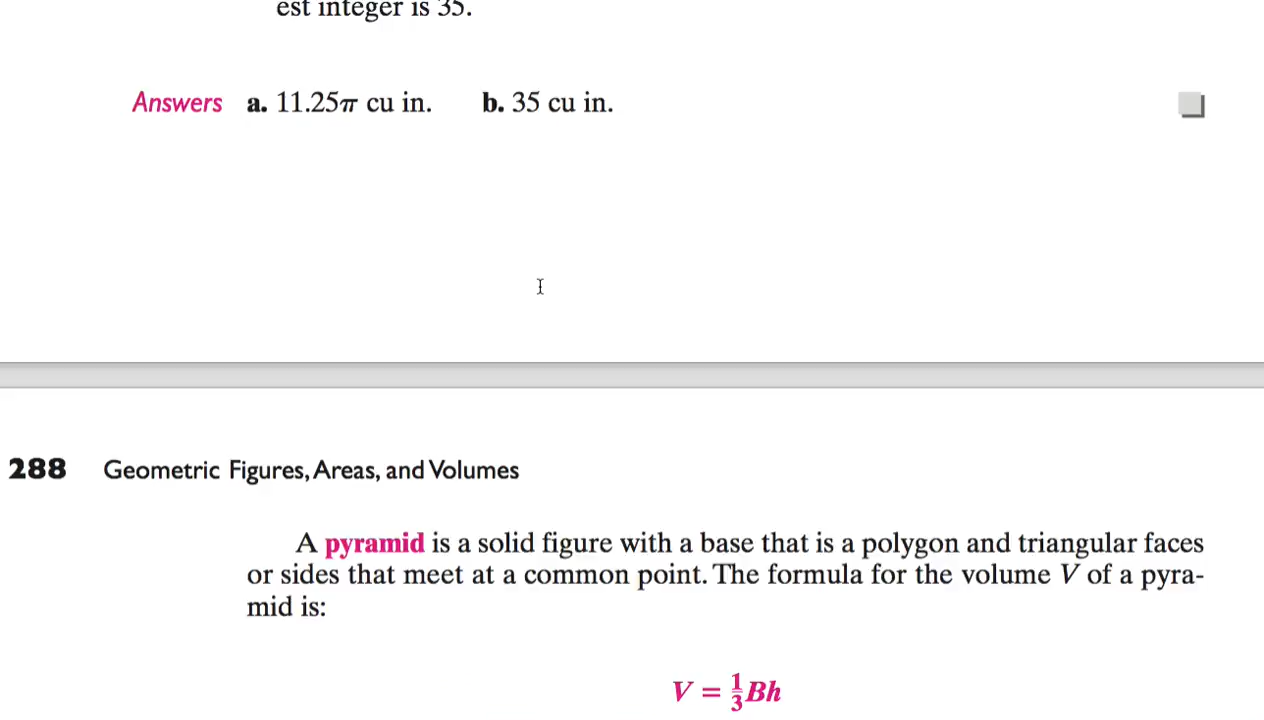 est integer is 35.
Answers a. 11.25π cu in. b. 35 cu in.
288 Geometric Figures, Areas, and Volumes
A pyramid is a solid figure with a base that is a polygon and triangular faces
or sides that meet at a common point. The formula for the volume V of a pyra-
mid is:
V = 1/3 Bh